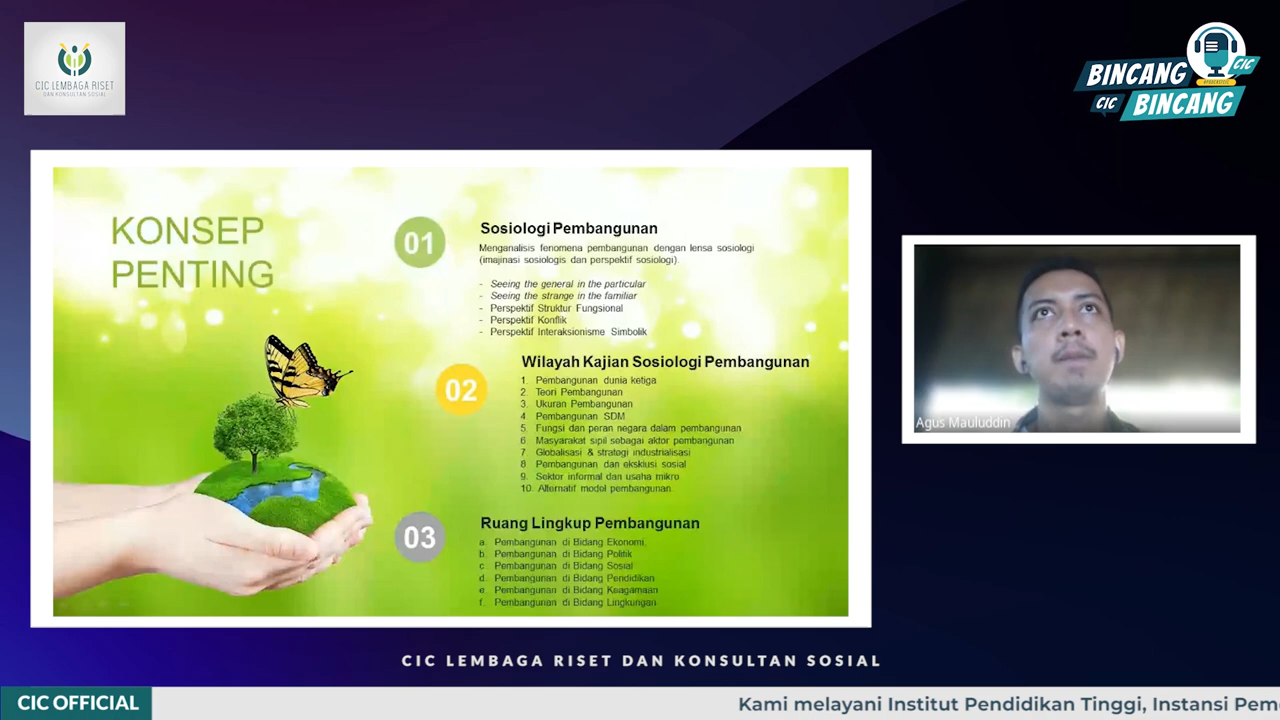 CIC LEMBAGA RISET
DAN KONSULTAN SOSIAL
BINCANG
CIC
CIC
BINCANG
KONSEP
PENTING
01
Sosiologi Pembangunan
Menganalisis fenomena pembangunan dengan lensa sosiologi
(imajinasi sosiologis dan perspektif sosiologi).
- Seeing the general in the particular
- Seeing the strange in the familiar
- Perspektif Struktur Fungsional
- Perspektif Konflik
- Perspektif Interaksionisme Simbolik
02
Wilayah Kajian Sosiologi Pembangunan
1. Pembangunan dunia ketiga
2. Teori Pembangunan
3. Ukuran Pembangunan
4. Pembangunan SDM
5. Fungsi dan peran negara dalam pembangunan
6. Masyarakat sipil sebagai aktor pembangunan
7. Globalisasi & strategi industrialisasi
8. Pembangunan dan eksklusi sosial
9. Sektor informal dan usaha mikro
10. Alternatif model pembangunan.
03
Ruang Lingkup Pembangunan
a. Pembangunan di Bidang Ekonomi.
b. Pembangunan di Bidang Politik
c. Pembangunan di Bidang Sosial
d. Pembangunan di Bidang Pendidikan
e. Pembangunan di Bidang Keagamaan
f. Pembangunan di Bidang Lingkungan
Agus Mauluddin
CIC LEMBAGA RISET DAN KONSULTAN SOSIAL
CIC OFFICIAL
Kami melayani Institut Pendidikan Tinggi, Instansi Pem